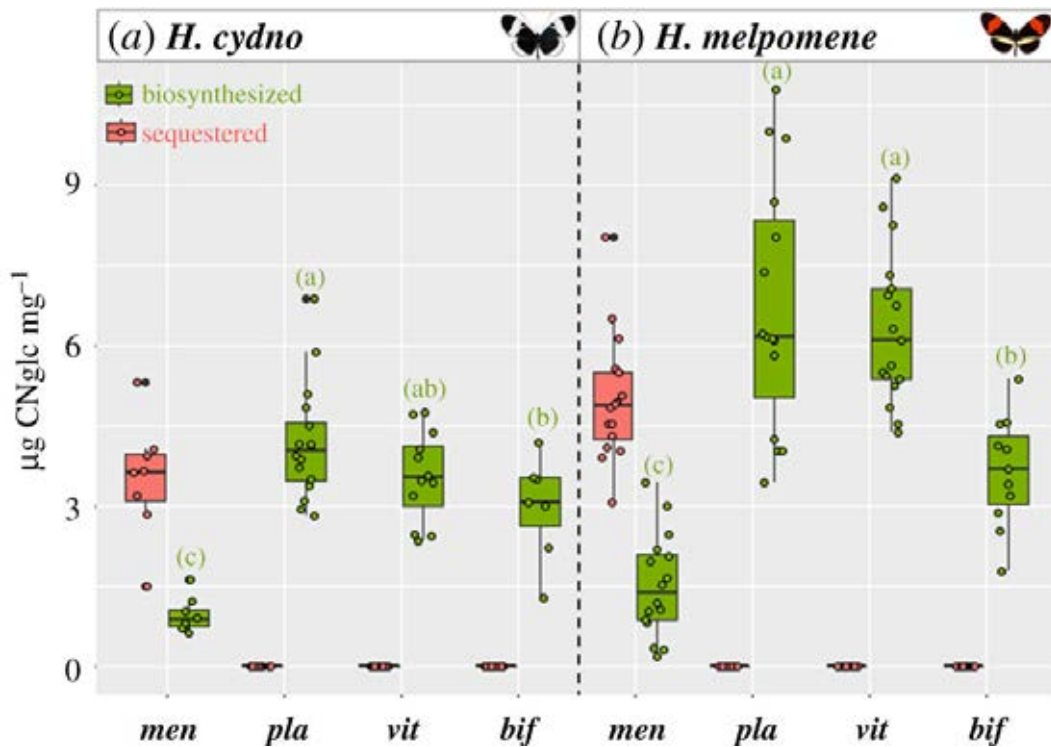 (a) H. cydno
(b) H. melpomene
biosynthesized
sequestered
µg CNglc mg⁻¹
9
6
3
0
(c)
(a)
(ab)
(b)
(c)
(a)
(a)
(b)
men pla vit bif men pla vit bif